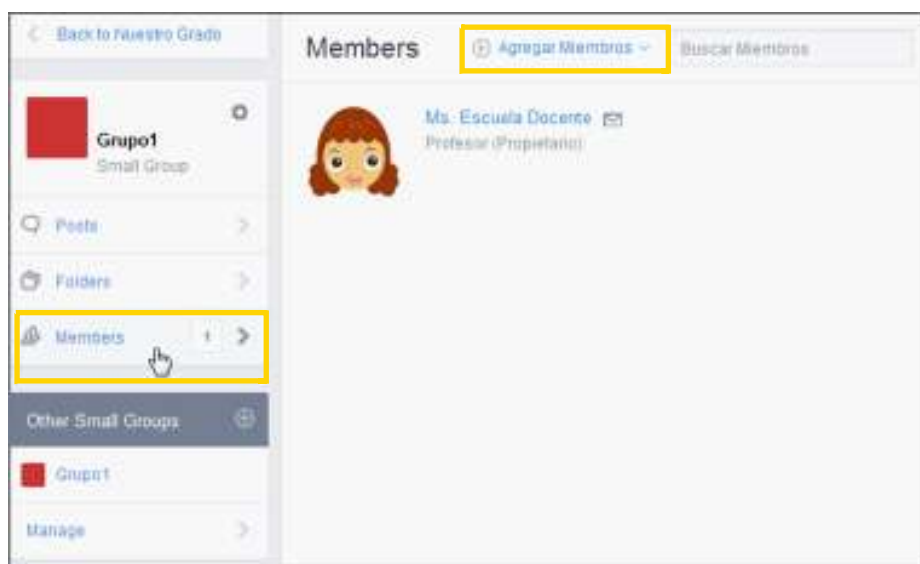 Back to Nuestro Grado
Grupo1
Small Group
Posts
Folders
Members 1
Other Small Groups
Grupo1
Manage
Members
Agregar Miembros
Buscar Miembros
Ms. Escuela Docente
Profesor (Propietario)